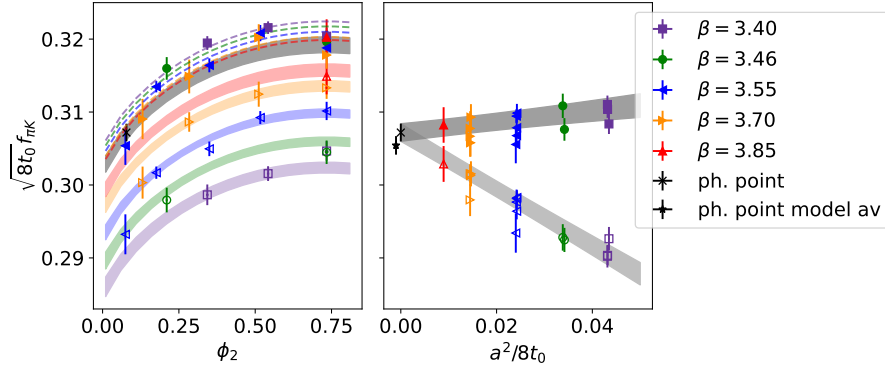 √8t₀ f_πK
0.32
0.31
0.30
0.29
0.00 0.25 0.50 0.75
ϕ₂
0.00 0.02 0.04
a²/8t₀
β = 3.40
β = 3.46
β = 3.55
β = 3.70
β = 3.85
ph. point
ph. point model av